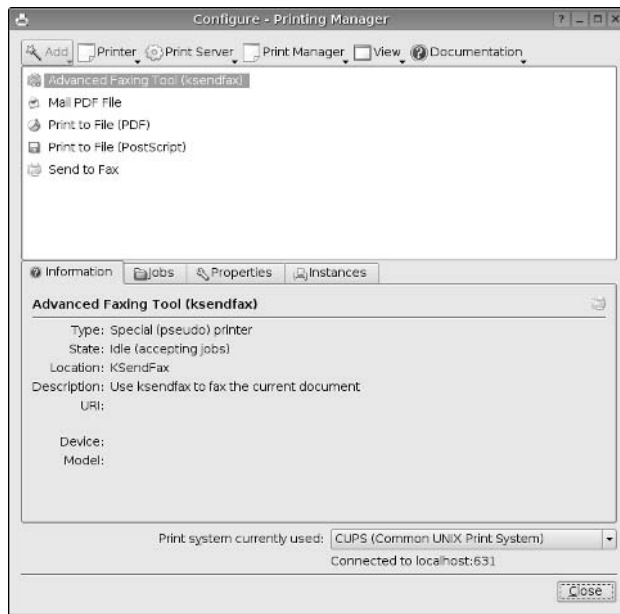 Configure - Printing Manager
Add Printer Print Server Print Manager View Documentation
Advanced Faxing Tool (ksendfax)
Mail PDF File
Print to File (PDF)
Print to File (PostScript)
Send to Fax
Information Jobs Properties Instances
Advanced Faxing Tool (ksendfax)
Type: Special (pseudo) printer
State: Idle (accepting jobs)
Location: KSendFax
Description: Use ksendfax to fax the current document
URI:
Device:
Model:
Print system currently used: CUPS (Common UNIX Print System)
Connected to localhost:631
Close